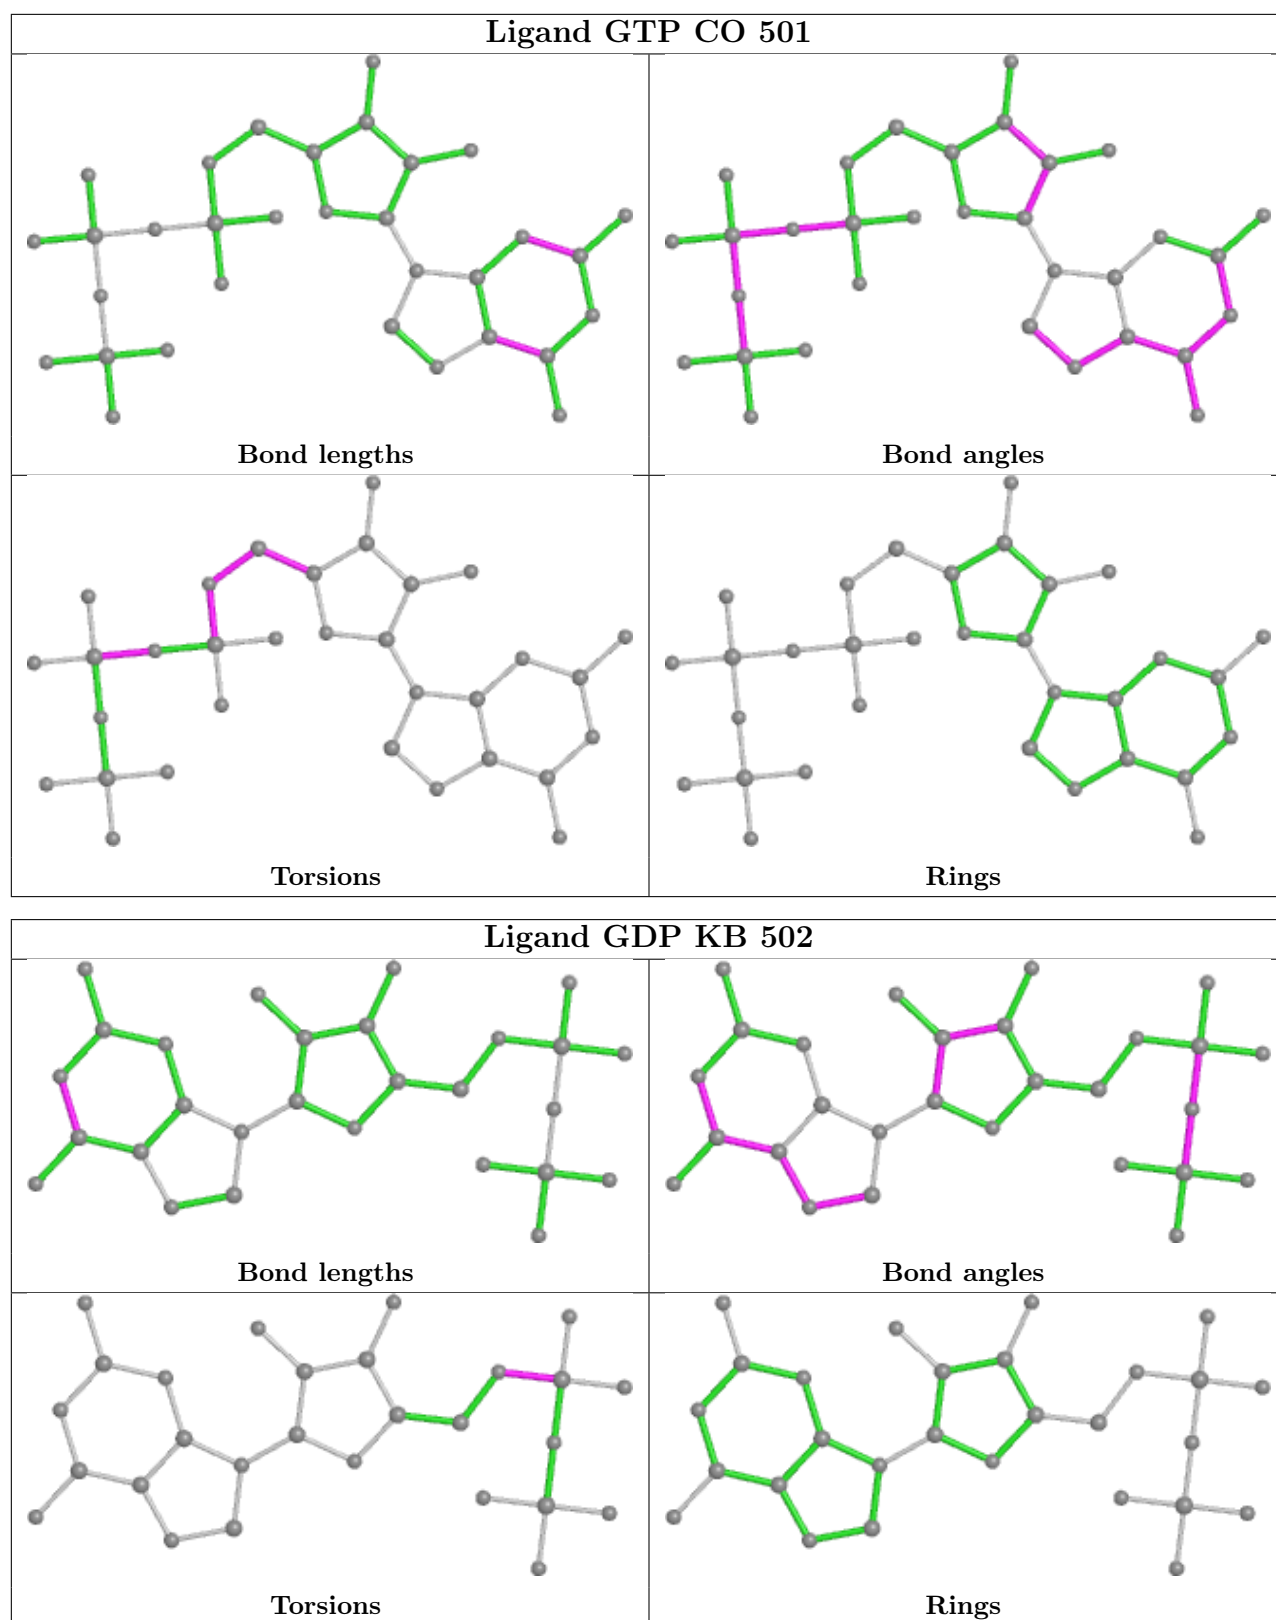 Ligand GTP CO 501
Bond lengths
Bond angles
Torsions
Rings
Ligand GDP KB 502
Bond lengths
Bond angles
Torsions
Rings